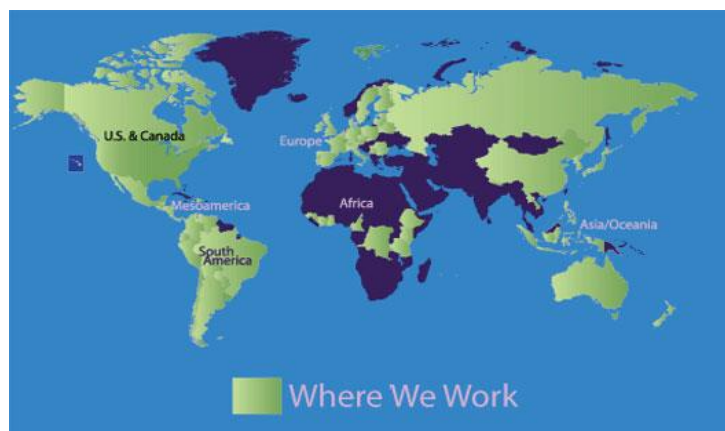 U.S. & Canada
Europe
Mesoamerica
Africa
South
America
Asia/Oceania
Where We Work